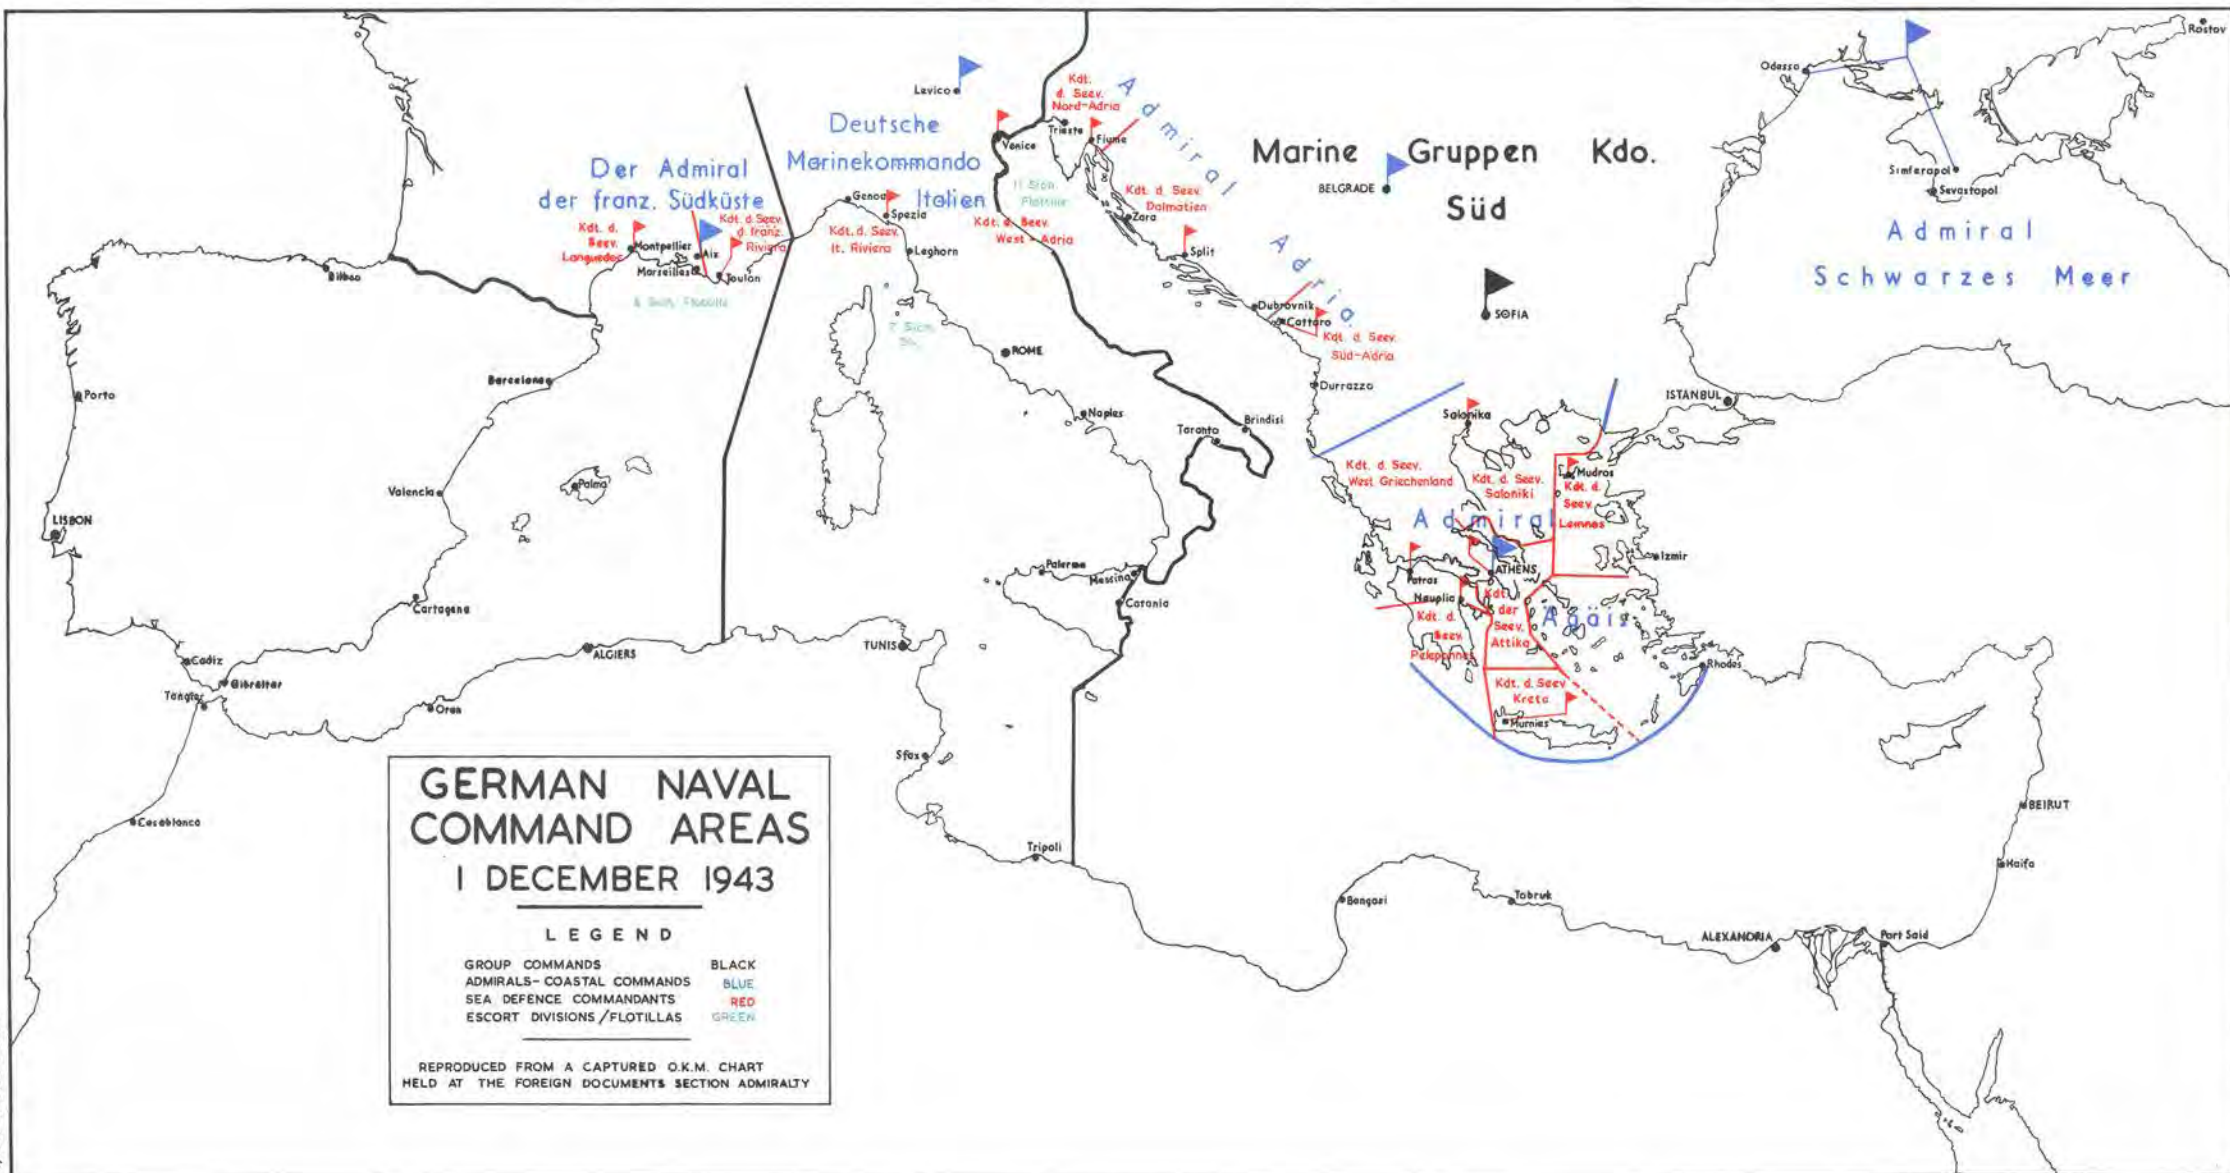 Rostov
Odessa
Simferopol
Sevastopol
Admiral
Schwarzes Meer
Marine Gruppen Kdo.
Süd
BELGRADE
SOFIA
Levico
Deutsche
Marinekommando
Italien
Venice
Kdt.
d. Seev.
Nord-Adria
Trieste
Fiume
Admiral
Adria.
Kdt. d. Seev.
Dalmatien
Zara
Split
Dubrovnik
Cattaro
Kdt. d. Seev.
Süd-Adria
Durrazzo
Der Admiral
der franz. Südküste
Kdt. d.
Seev.
Languedoc
Montpellier
Aix
Marseilles
Toulon
Kdt. d. Seev.
d. franz.
Riviera
Genoa
Spezia
Kdt. d. Seev.
It. Riviera
Leghorn
11 Sich.
Flottille
Kdt. d. Seev.
West-Adria
ROME
Naples
Taranto
Brindisi
Palermo
Messina
Catania
Bilbao
Barcelona
Porto
Palma
Valencia
LISBON
Cartagena
Cadiz
Gibraltar
Tangier
Oran
ALGIERS
TUNIS
Sfax
Tripoli
Casablanca
Salonika
ISTANBUL
Kdt. d. Seev.
West Griechenland
Kdt. d. Seev.
Saloniki
Mudros
Kdt. d.
Seev.
Lemnos
Admiral
Ägäis
Izmir
ATHENS
Patras
Nauplia
Kdt. d.
Seev.
Peleponnes
Kdt.
der
Seev.
Attika
Rhodes
Kdt. d. Seev.
Kreta
Murnies
BEIRUT
Haifa
Bengasi
Tobruk
ALEXANDRIA
Port Said
GERMAN NAVAL
COMMAND AREAS
1 DECEMBER 1943
LEGEND
GROUP COMMANDS BLACK
ADMIRALS-COASTAL COMMANDS BLUE
SEA DEFENCE COMMANDANTS RED
ESCORT DIVISIONS/FLOTILLAS GREEN
REPRODUCED FROM A CAPTURED O.K.M. CHART
HELD AT THE FOREIGN DOCUMENTS SECTION ADMIRALTY